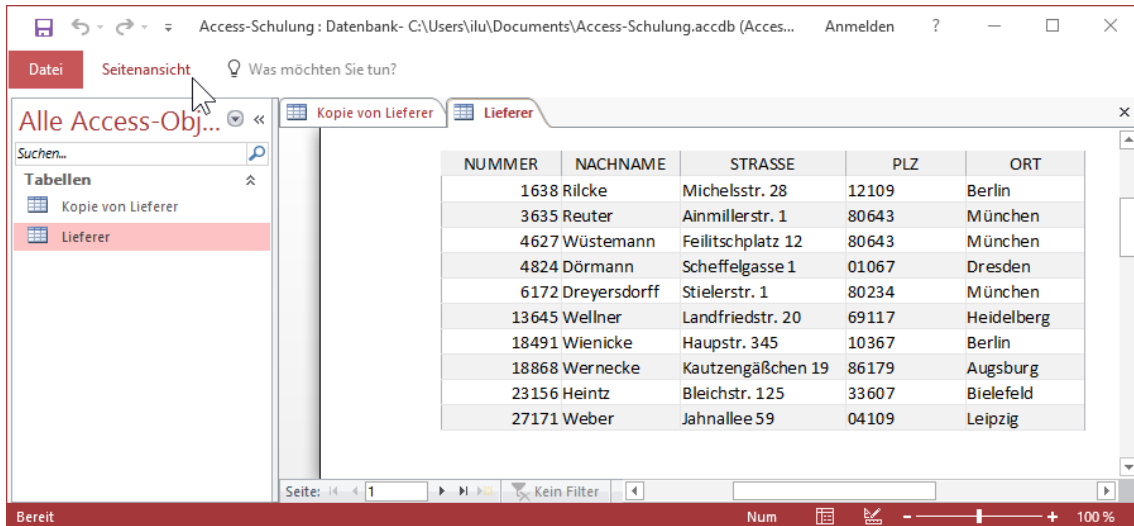 Access-Schulung : Datenbank- C:\Users\ilu\Documents\Access-Schulung.accdb (Acces... Anmelden ?
Datei Seitenansicht Was möchten Sie tun?
Alle Access-Obj... «
Suchen...
Tabellen
Kopie von Lieferer
Lieferer
Kopie von Lieferer Lieferer
NUMMER NACHNAME STRASSE PLZ ORT
1638 Rilcke Michelsstr. 28 12109 Berlin
3635 Reuter Ainmillerstr. 1 80643 München
4627 Wüstemann Feilitschplatz 12 80643 München
4824 Dörmann Scheffelgasse 1 01067 Dresden
6172 Dreyersdorff Stielerstr. 1 80234 München
13645 Wellner Landfriedstr. 20 69117 Heidelberg
18491 Wienicke Haupstr. 345 10367 Berlin
18868 Wernecke Kautzengäßchen 19 86179 Augsburg
23156 Heintz Bleichstr. 125 33607 Bielefeld
27171 Weber Jahnallee 59 04109 Leipzig
Seite: 1 Kein Filter
Bereit Num 100 %